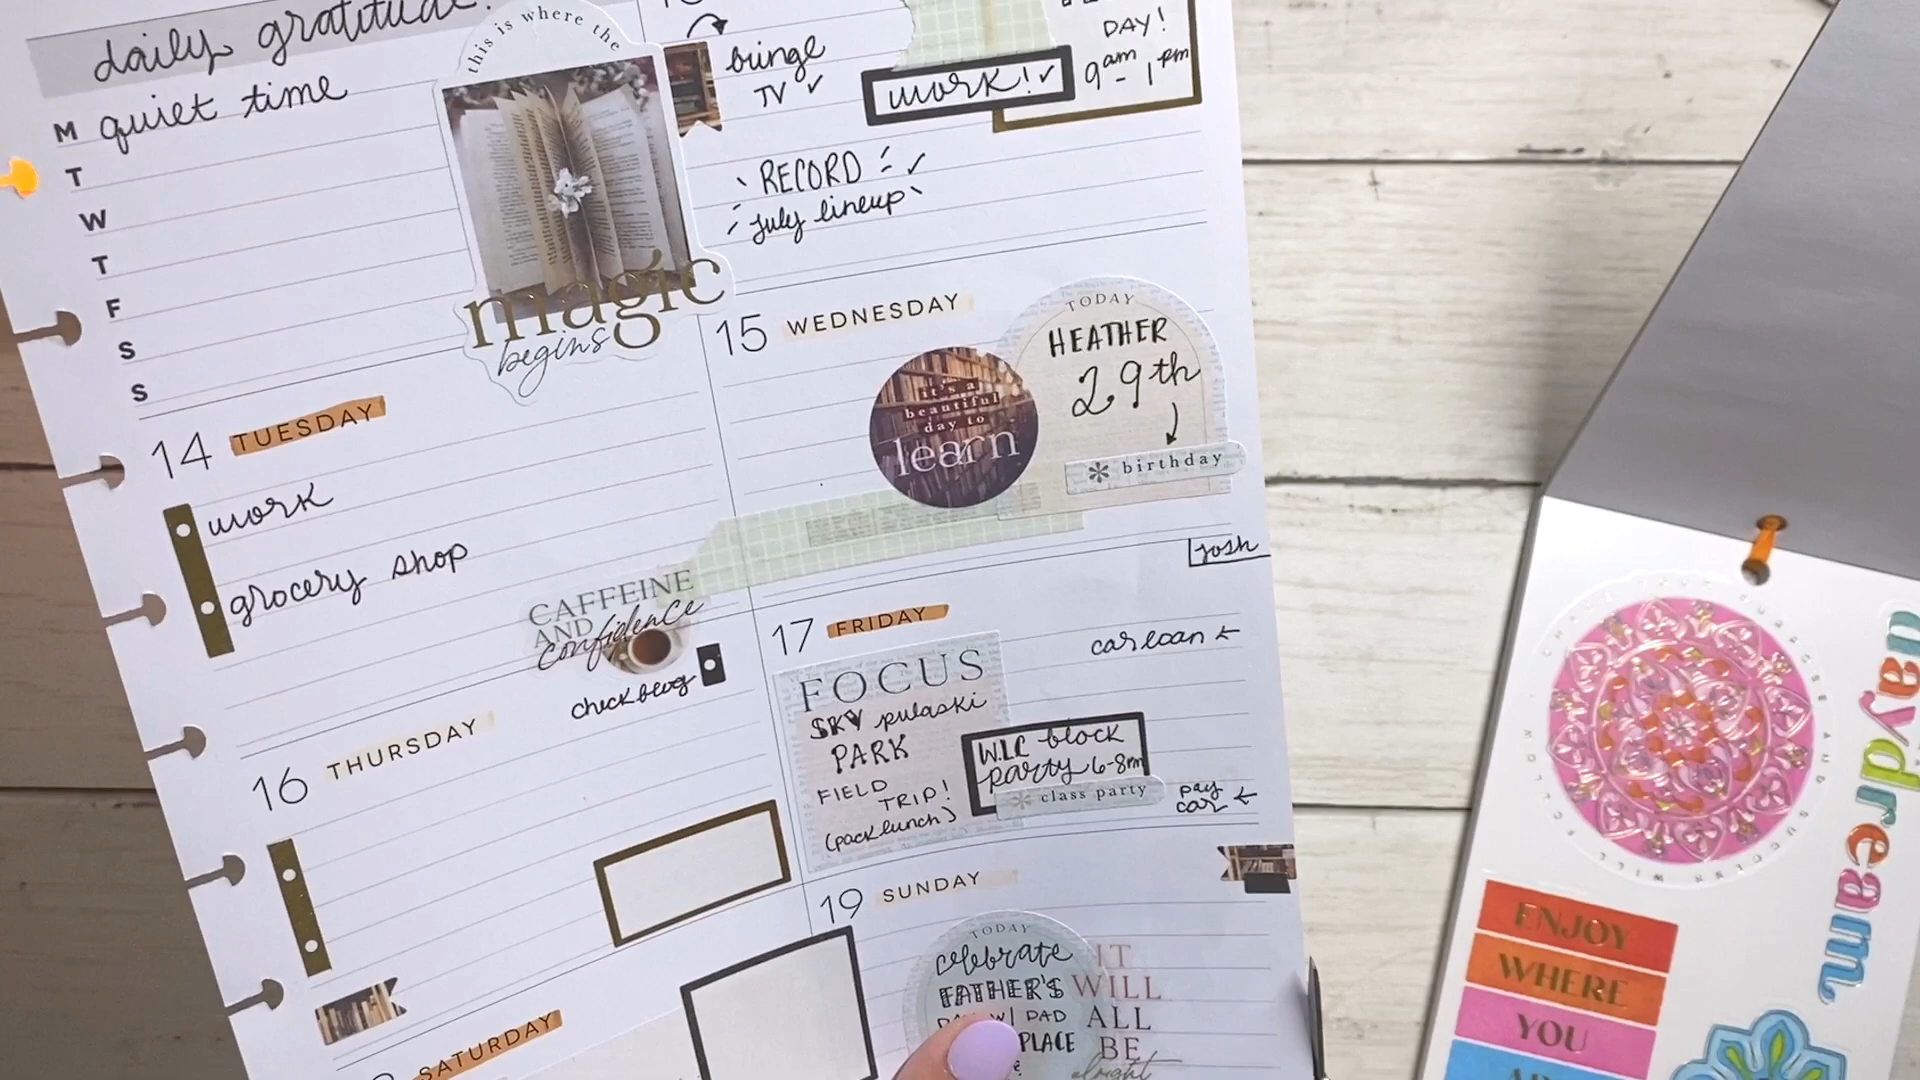 daily gratitude!
M quiet time
T
W
T
F
S
S
this is where the
magic
begins
binge
TV ✓
work! ✓
DAY!
9am - 1pm
RECORD ✓
July lineup
14 TUESDAY
work
grocery shop
CAFFEINE
AND
confidence
check blog
15 WEDNESDAY
it's a
beautiful
day to
learn
TODAY
HEATHER
29th
* birthday
Josh
16 THURSDAY
17 FRIDAY
car loan ←
FOCUS
SKY pulaski
PARK
FIELD
TRIP!
(pack lunch)
W.I.C block
party 6-8pm
* class party
pay
car ←
SATURDAY
19 SUNDAY
TODAY
celebrate
FATHER'S
w/ DAD
PLACE
IT
WILL
ALL
BE
alright
daydream
ENJOY
WHERE
YOU